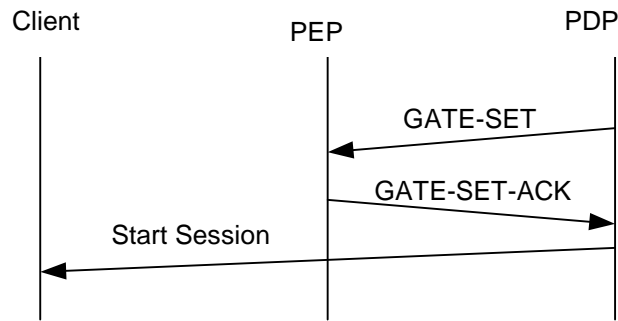 Client
PEP
PDP
GATE-SET
GATE-SET-ACK
Start Session